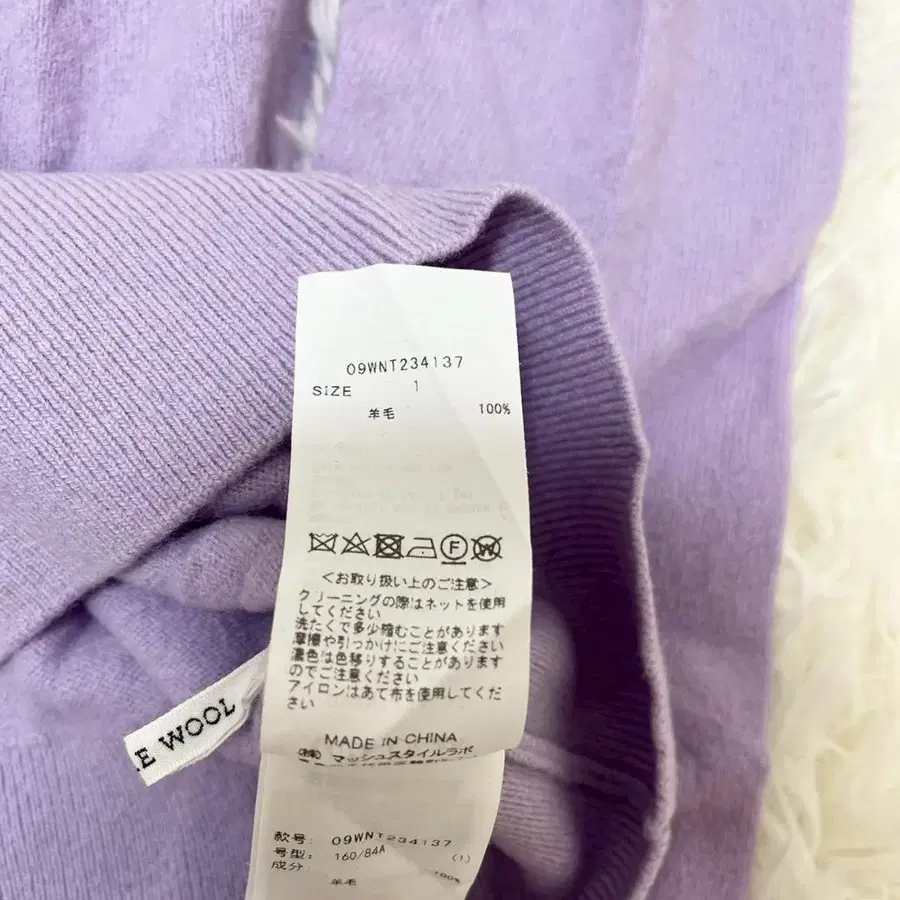 09WNT234137
SIZE 1
羊毛 100%
<お取り扱い上のご注意>
クリーニングの際はネットを使用
してください
洗たくで多少縮むことがあります
摩擦や引っかけにご注意ください
濃色は色移りすることがあります
のでご注意ください
アイロンはあて布を使用してくだ
さい
MADE IN CHINA
(株) マッシュスタイルラボ
E WOOL
款号: 09WNT234137
号型: 160/84A (1)
成分: 100%
羊毛